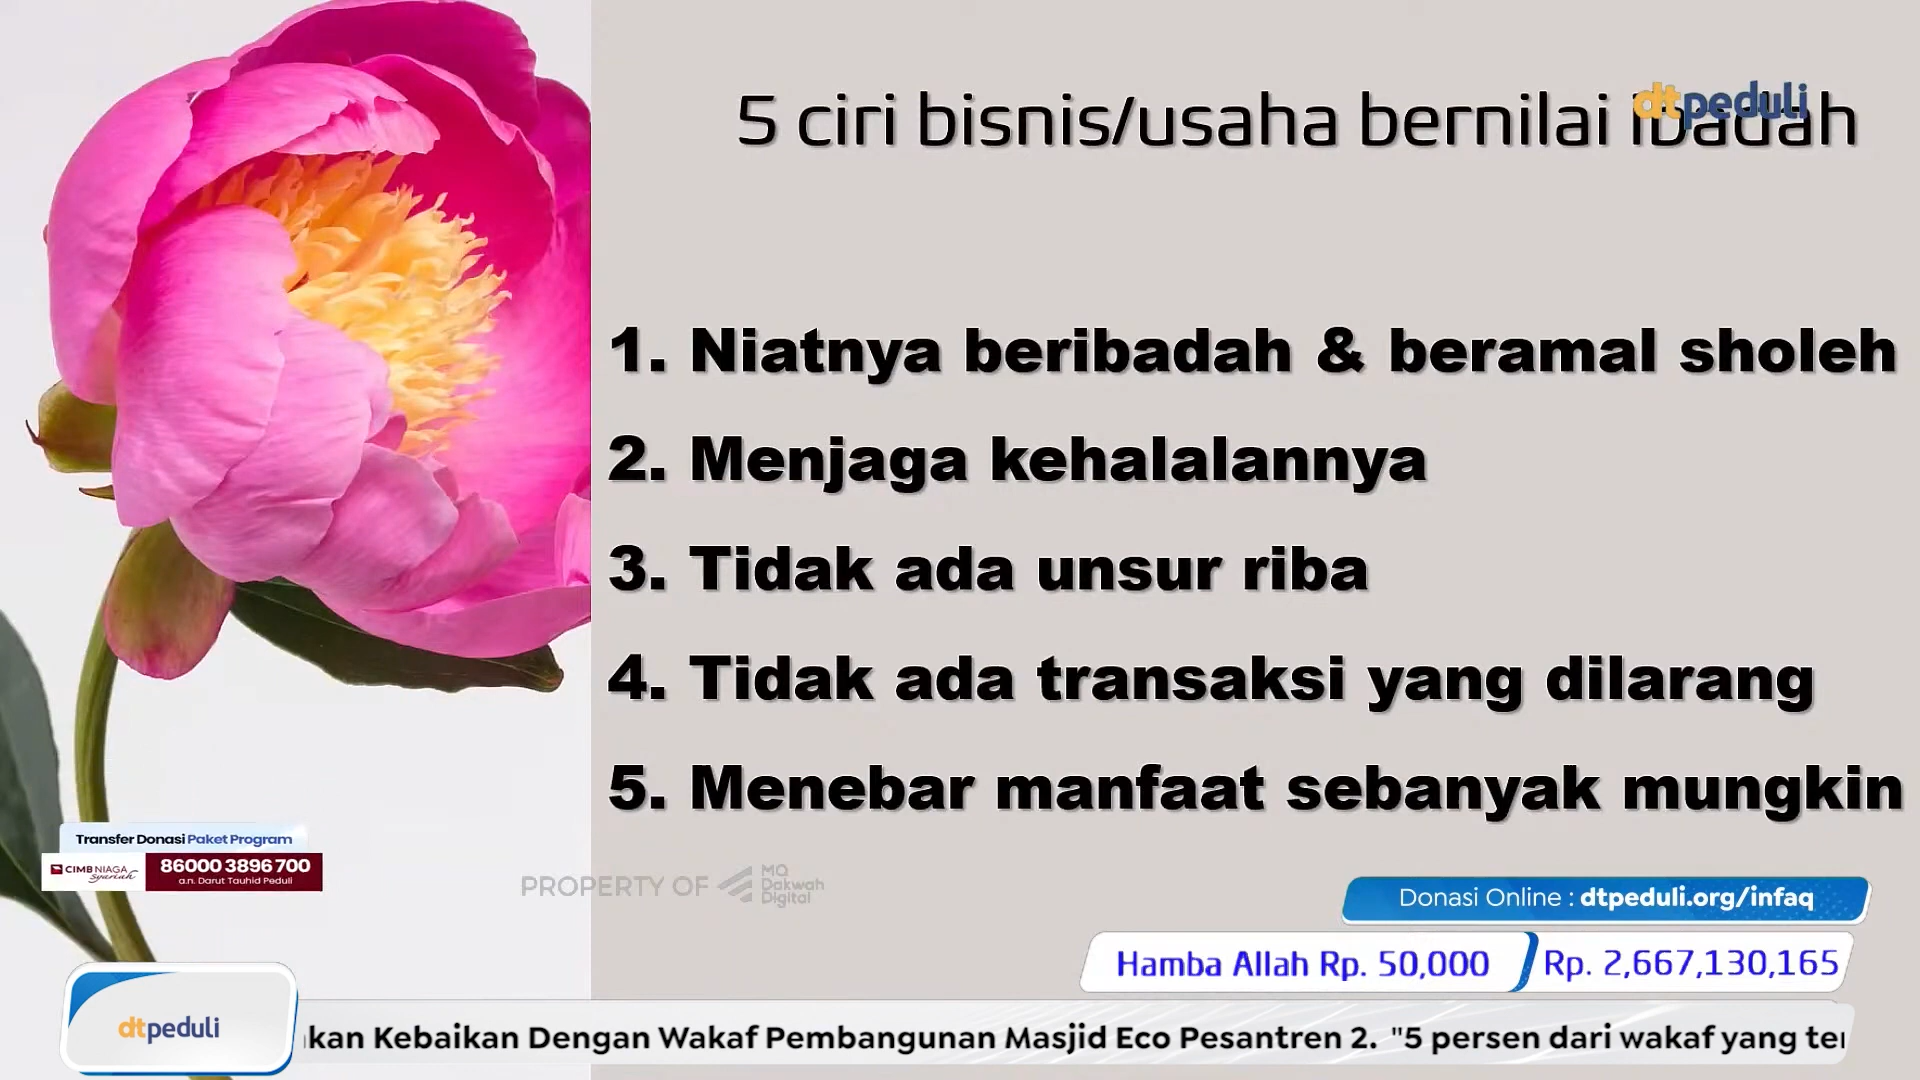 5 ciri bisnis/usaha bernilai ibadah
dtpeduli
1. Niatnya beribadah & beramal sholeh
2. Menjaga kehalalannya
3. Tidak ada unsur riba
4. Tidak ada transaksi yang dilarang
5. Menebar manfaat sebanyak mungkin
Transfer Donasi Paket Program
CIMB NIAGA syariah
86000 3896 700
a.n. Darut Tauhid Peduli
PROPERTY OF MQ Dakwah Digital
Donasi Online : dtpeduli.org/infaq
Hamba Allah Rp. 50,000
Rp. 2,667,130,165
dtpeduli
kan Kebaikan Dengan Wakaf Pembangunan Masjid Eco Pesantren 2. "5 persen dari wakaf yang